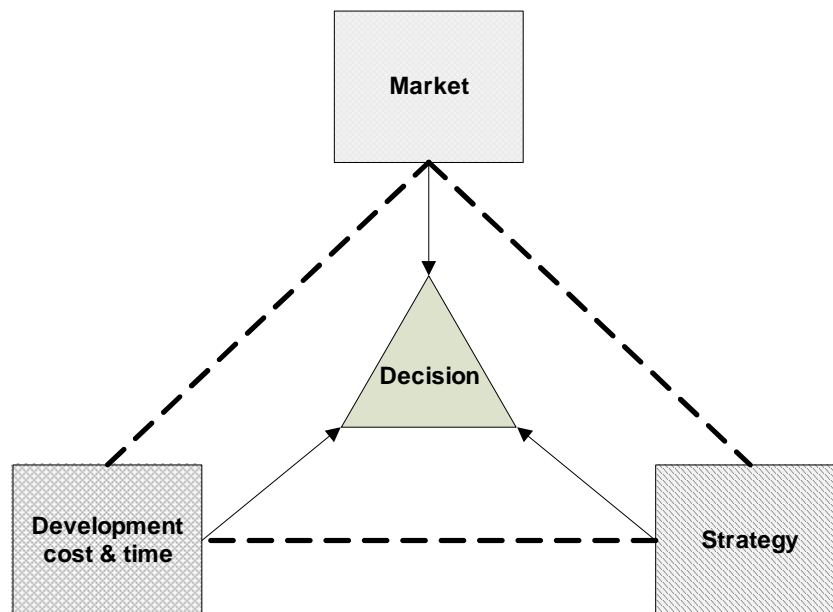 Market
Decision
Development
cost & time
Strategy